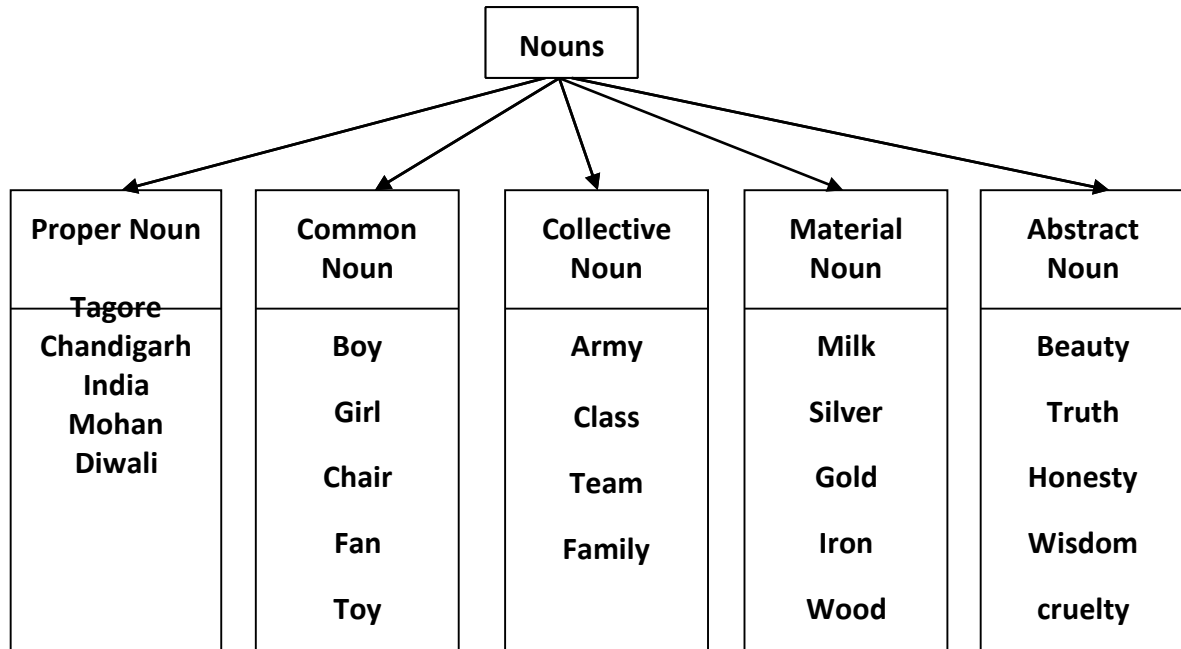 Nouns
Proper Noun
Tagore
Chandigarh
India
Mohan
Diwali
Common
Noun
Boy
Girl
Chair
Fan
Toy
Collective
Noun
Army
Class
Team
Family
Material
Noun
Milk
Silver
Gold
Iron
Wood
Abstract
Noun
Beauty
Truth
Honesty
Wisdom
cruelty